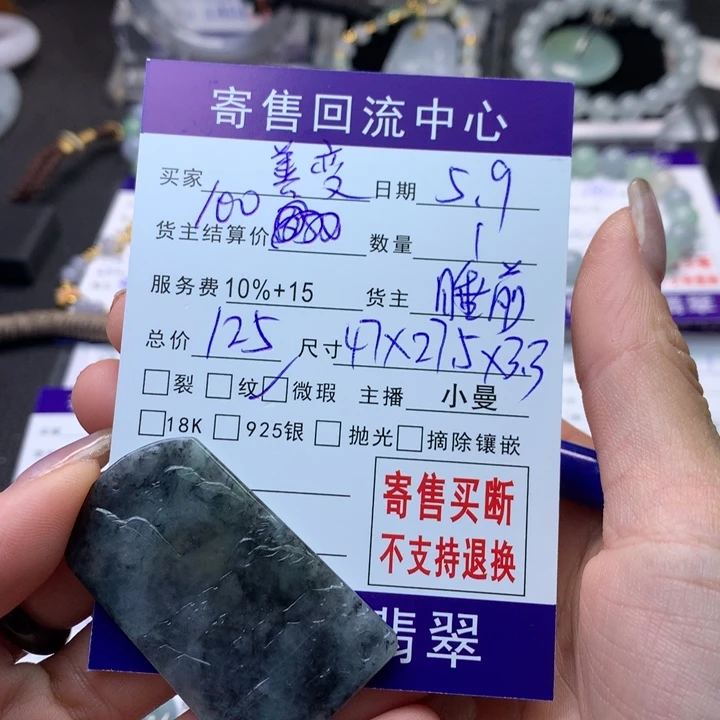 寄售回流中心
买家 善变 日期 5.9
货主结算价 100 数量 1
服务费 10%+15 货主 睡前
总价 125 尺寸 47X27.5X3.3
裂 纹 微瑕 主播 小曼
18K 925银 抛光 摘除镶嵌
寄售买断
不支持退换
翡翠